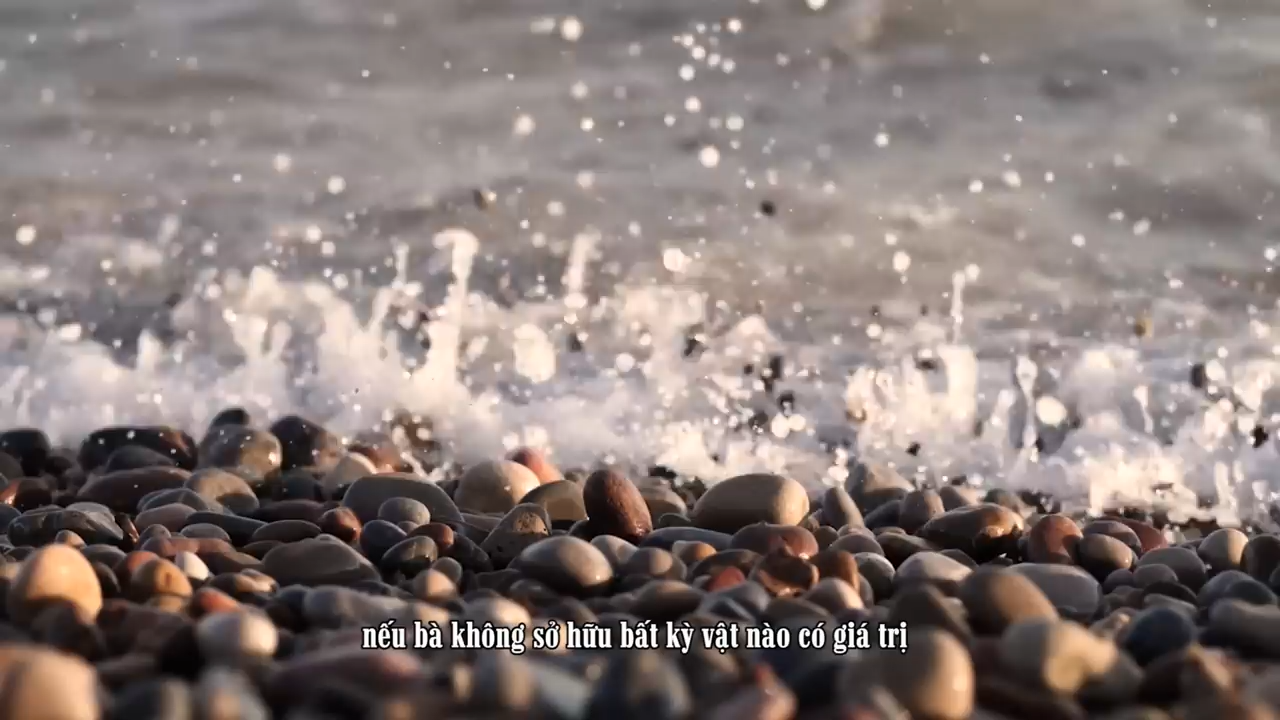 nếu bà không sở hữu bất kỳ vật nào có giá trị